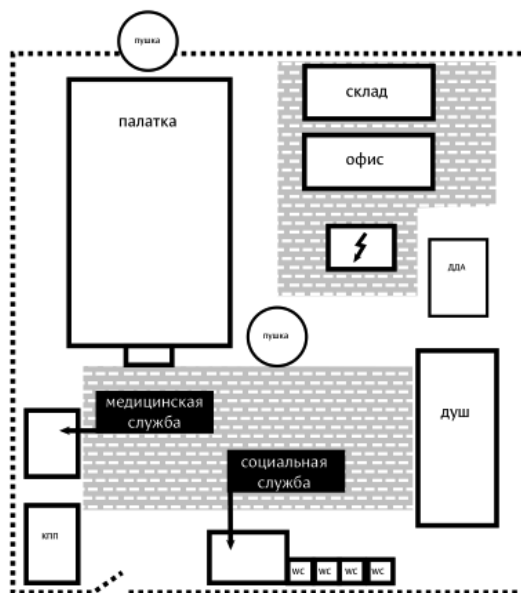 пушка
склад
палатка
офис
ДДА
пушка
медицинская
служба
душ
социальная
служба
кпп
wc wc wc wc